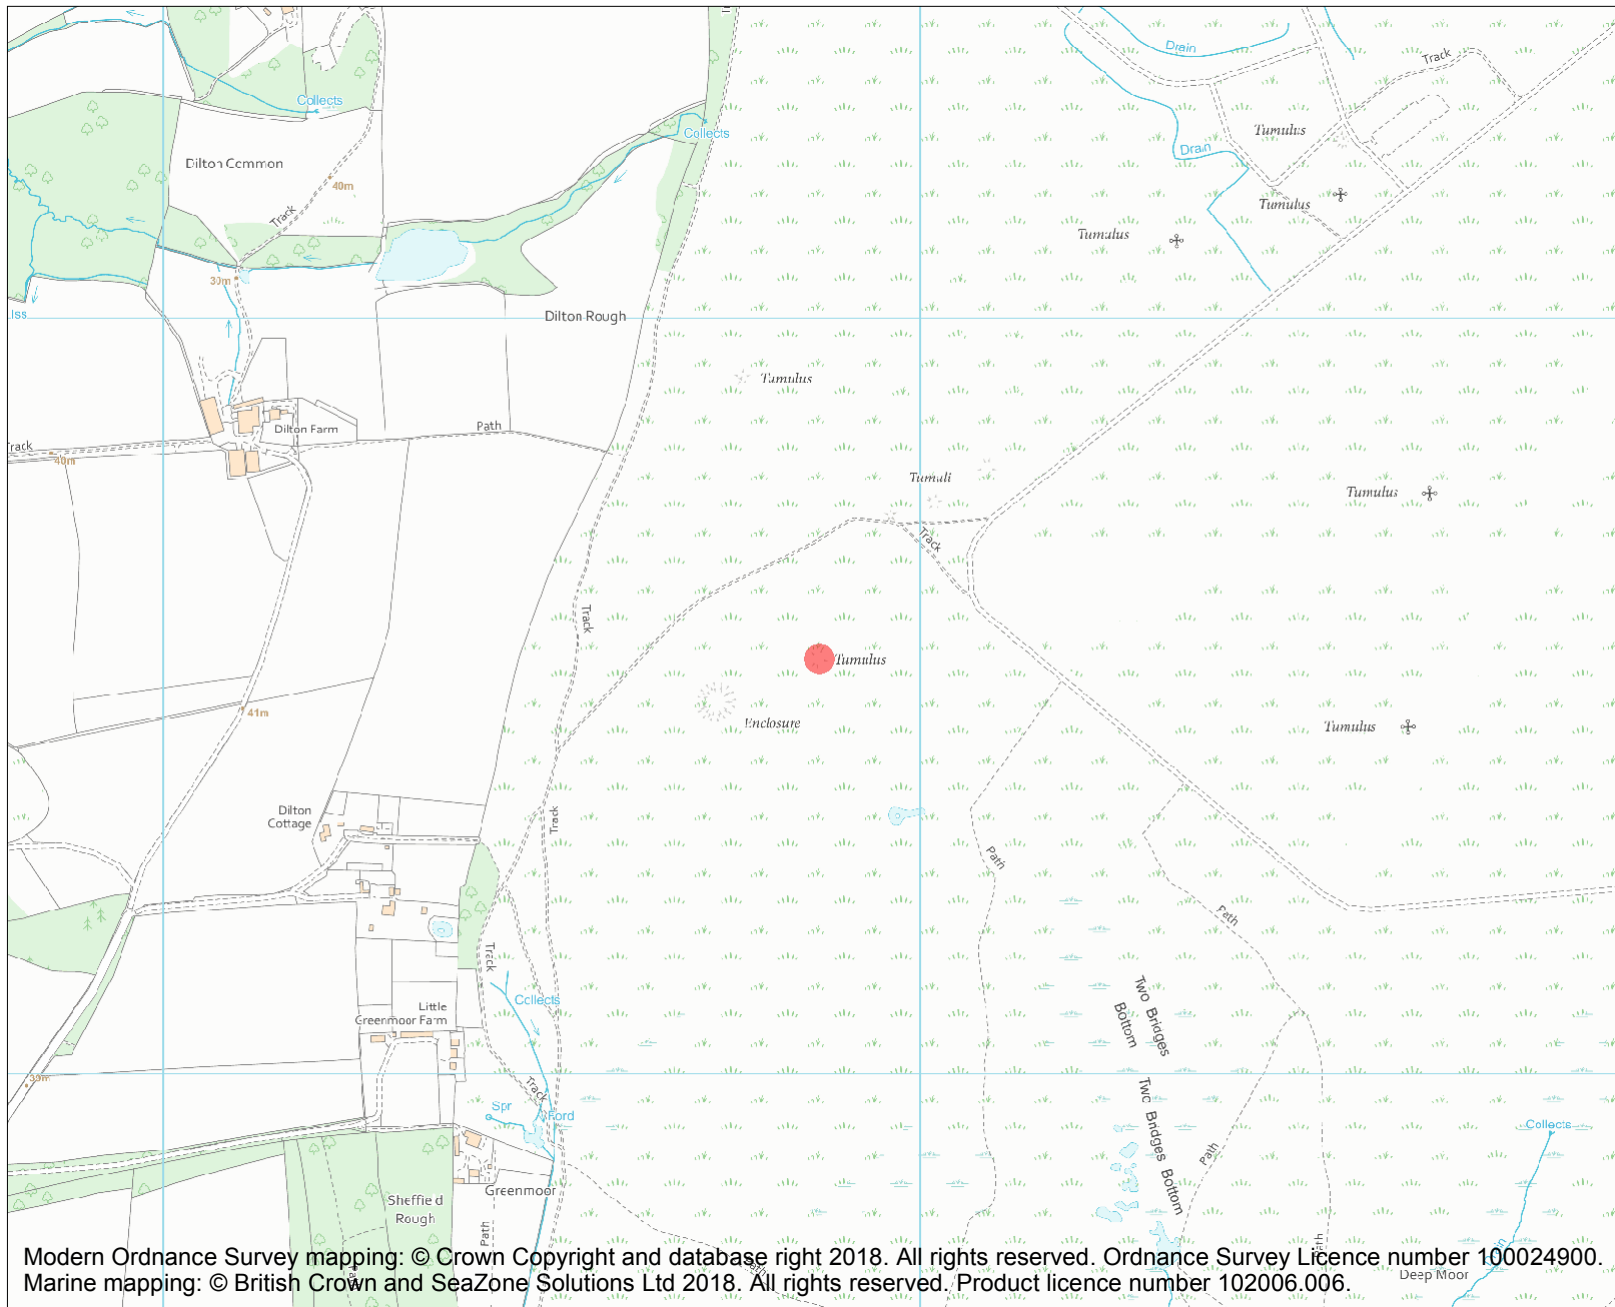 Drain
Track
Collects
Collects
Tumulus
Drain
Dilton Common
40m
Track
Tumulus
Tumulus
30m
Dilton Rough
Tumulus
Path
Dilton Farm
Track
40m
Tumuli
Tumulus
Track
Track
Tumulus
41m
Enclosure
Tumulus
Dilton
Cottage
Track
Path
Path
Track
Two Bridges
Bottom
Collects
Little
Greenmoor Farm
39m
Track
Two Bridges Bottom
Spr
Ford
Collects
Path
Greenmoor
Sheffield
Rough
Path
Path
Path
Drain
Deep Moor
Modern Ordnance Survey mapping: © Crown Copyright and database right 2018. All rights reserved. Ordnance Survey Licence number 100024900.
Marine mapping: © British Crown and SeaZone Solutions Ltd 2018. All rights reserved. Product licence number 102006.006.